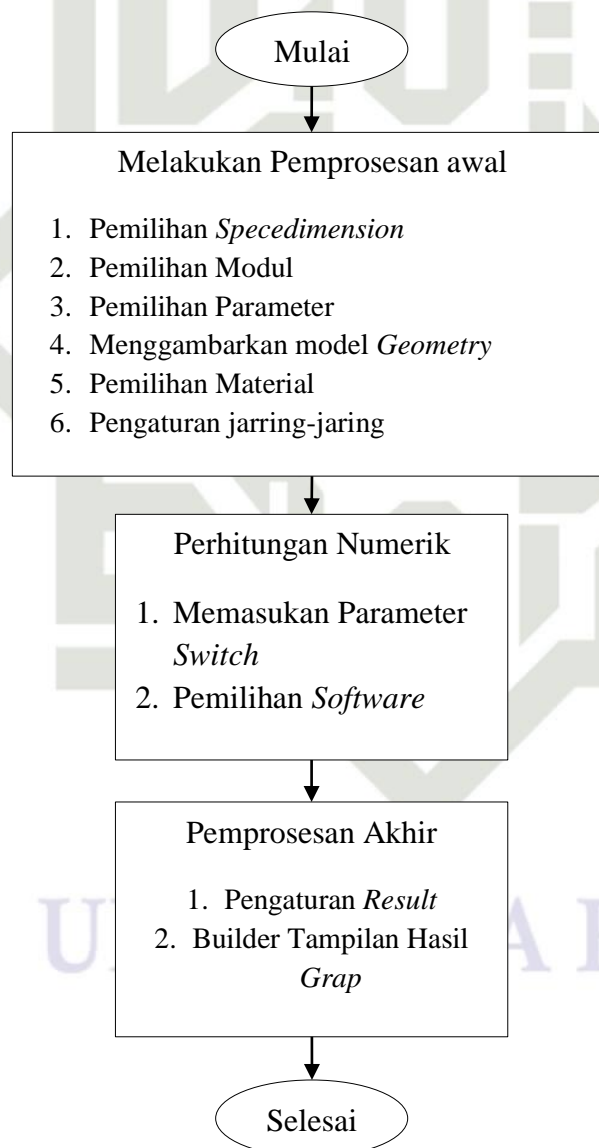 Mulai
Melakukan Pemprosesan awal
1. Pemilihan Specedimension
2. Pemilihan Modul
3. Pemilihan Parameter
4. Menggambarkan model Geometry
5. Pemilihan Material
6. Pengaturan jarring-jaring
Perhitungan Numerik
1. Memasukan Parameter
Switch
2. Pemilihan Software
Pemprosesan Akhir
1. Pengaturan Result
2. Builder Tampilan Hasil
Grap
Selesai